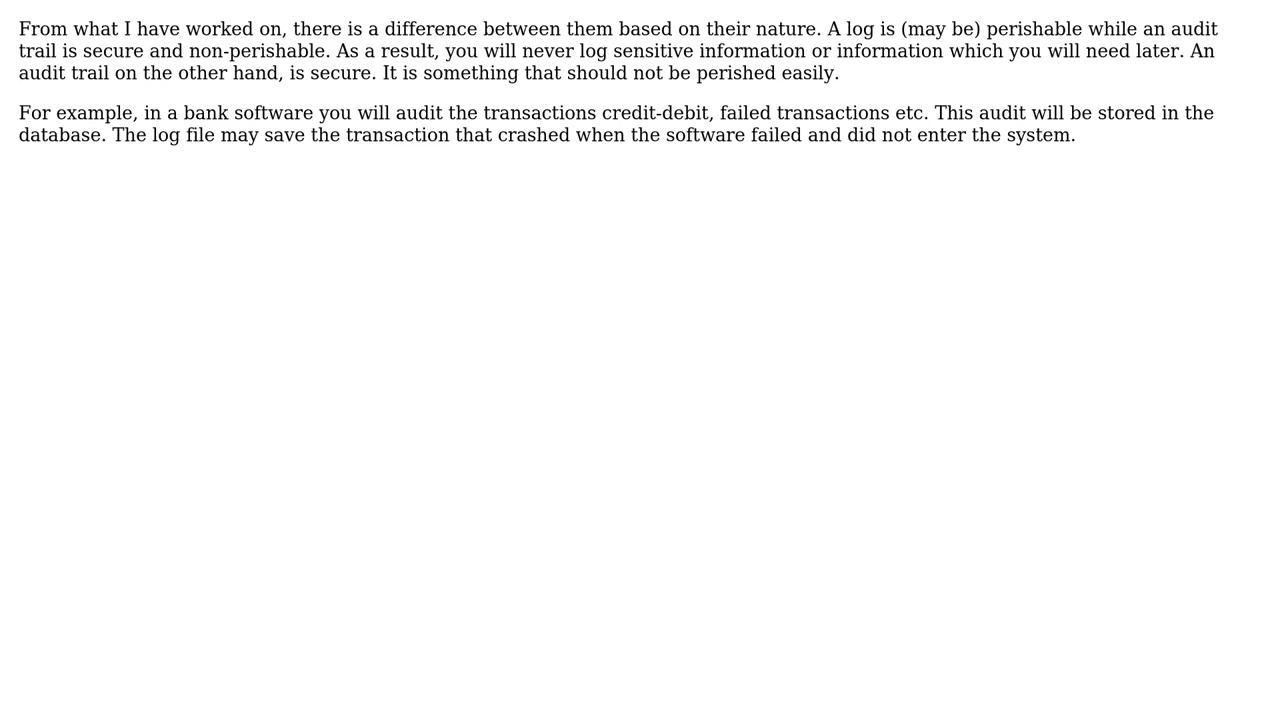 From what I have worked on, there is a difference between them based on their nature. A log is (may be) perishable while an audit
trail is secure and non-perishable. As a result, you will never log sensitive information or information which you will need later. An
audit trail on the other hand, is secure. It is something that should not be perished easily.
For example, in a bank software you will audit the transactions credit-debit, failed transactions etc. This audit will be stored in the
database. The log file may save the transaction that crashed when the software failed and did not enter the system.